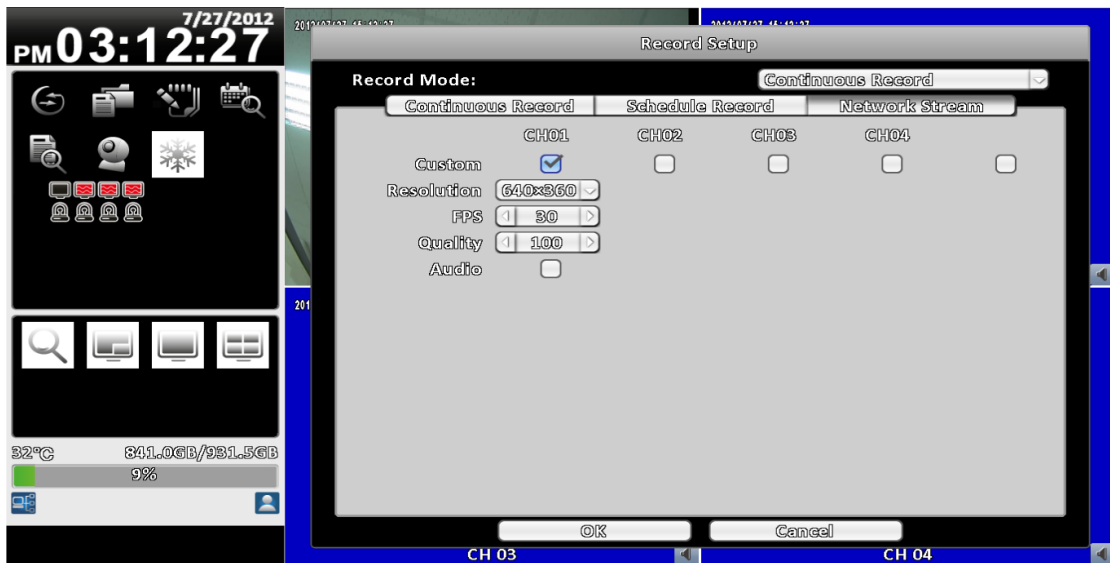 7/27/2012
PM 03:12:27
Record Setup
Record Mode: Continuous Record
Continuous Record Schedule Record Network Stream
CH01 CH02 CH03 CH04
Custom
Resolution 640x360
FPS 30
Quality 100
Audio
32°C 841.0GB/931.5GB
9%
201
OK Cancel
CH 03 CH 04